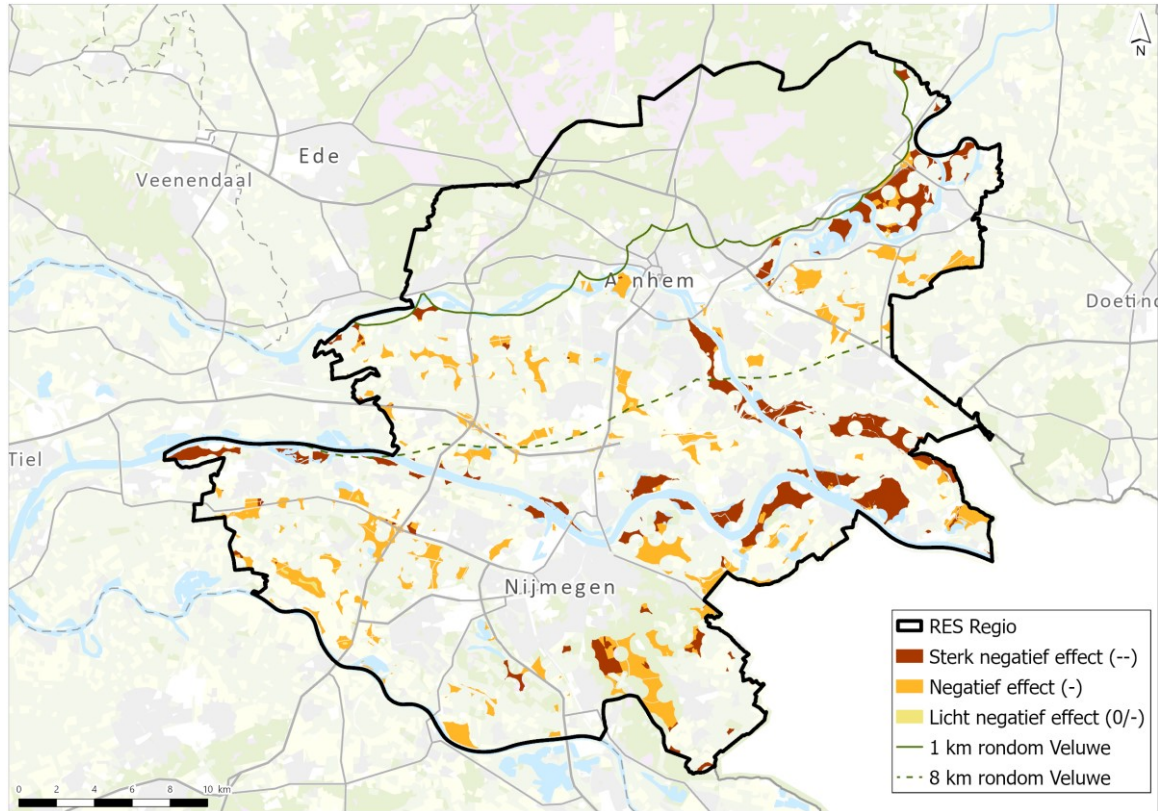 N
Ede
Veenendaal
Arnhem
Doetinc
Tiel
Nijmegen
RES Regio
Sterk negatief effect (--)
Negatief effect (-)
Licht negatief effect (0/-)
1 km rondom Veluwe
8 km rondom Veluwe
0 2 4 6 8 10 km